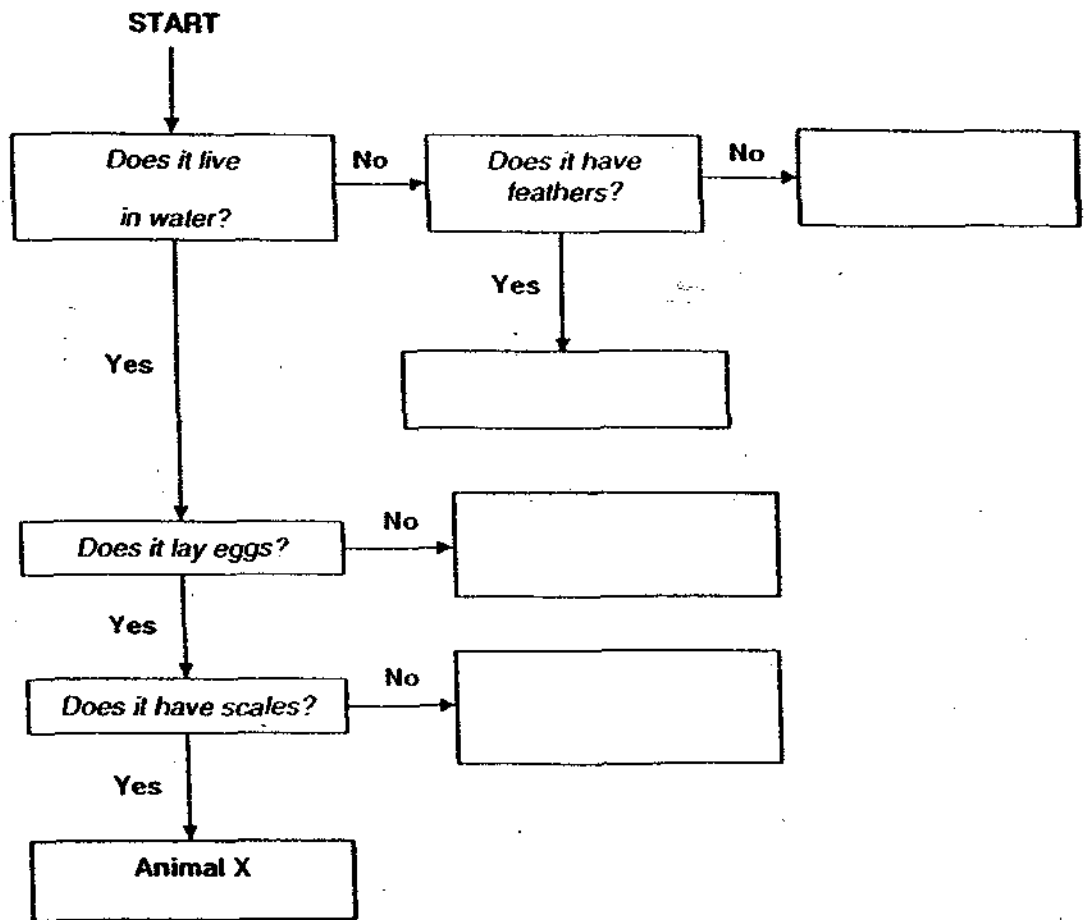 START
Does it live
in water?
No
Does it have
feathers?
No
Yes
Yes
Does it lay eggs?
No
Yes
Does it have scales?
No
Yes
Animal X